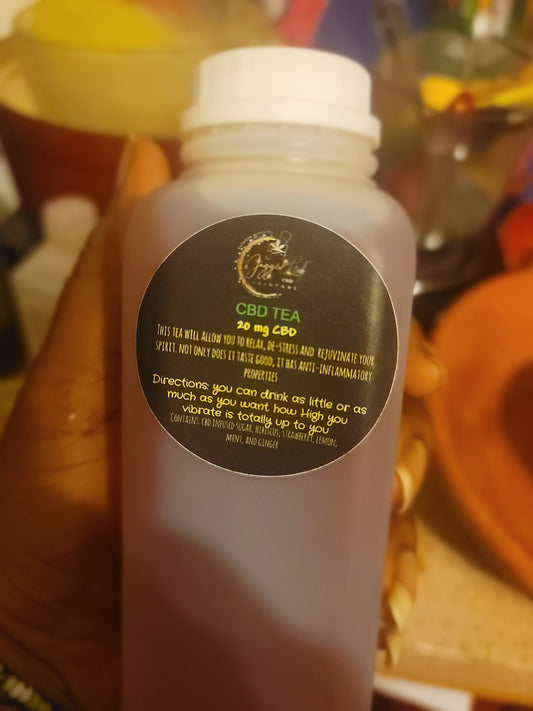 CBD TEA
20 mg CBD
THIS TEA WILL ALLOW YOU TO RELAX, DE-STRESS AND REJUVINATE YOUR
SPIRIT. NOT ONLY DOES IT TASTE GOOD, IT HAS ANTI-INFLAMMATORY
PROPERTIES
Directions: you can drink as little or as
much as you want how High you
vibrate is totally up to you
CONTAINS: CBD INFUSED SUGAR, HIBISCUS, STRAWBERRY, LEMON,
MINT, AND GINGER